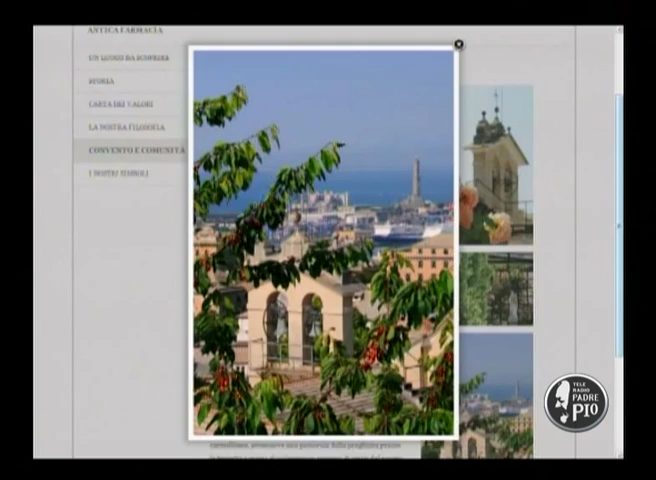 ANTICA FARMACIA
UN LUOGO DA SCOPRIRE
STORIA
CARTA DEI VALORI
LA NOSTRA FILOSOFIA
CONVENTO E COMUNITÀ
I NOSTRI SIMBOLI
TELE
RADIO
PADRE
PIO